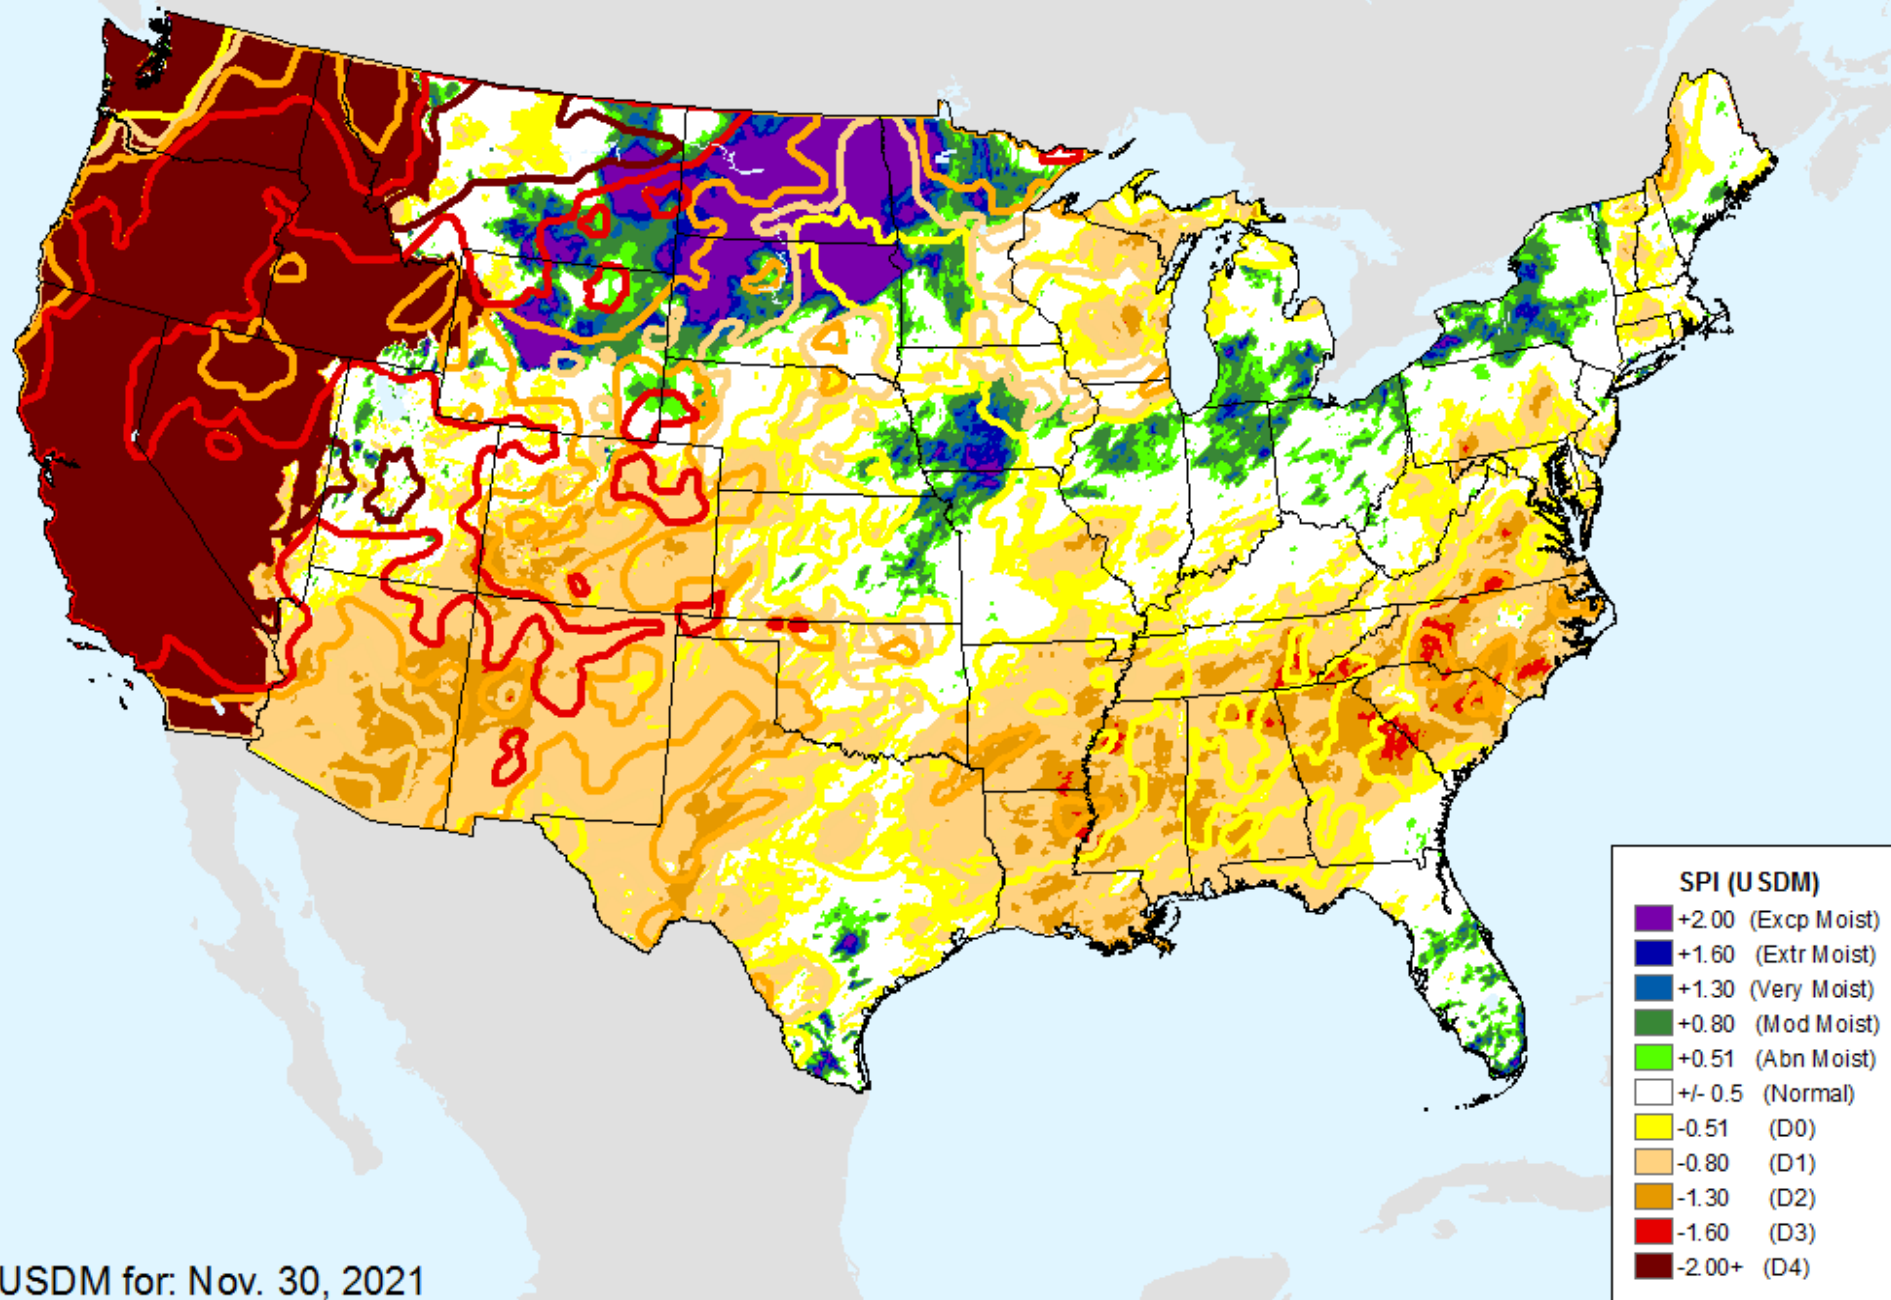 SPI (USDM)
+2.00 (Excp Moist)
+1.60 (Extr Moist)
+1.30 (Very Moist)
+0.80 (Mod Moist)
+0.51 (Abn Moist)
+/- 0.5 (Normal)
-0.51 (D0)
-0.80 (D1)
-1.30 (D2)
-1.60 (D3)
-2.00+ (D4)
USDM for: Nov. 30, 2021